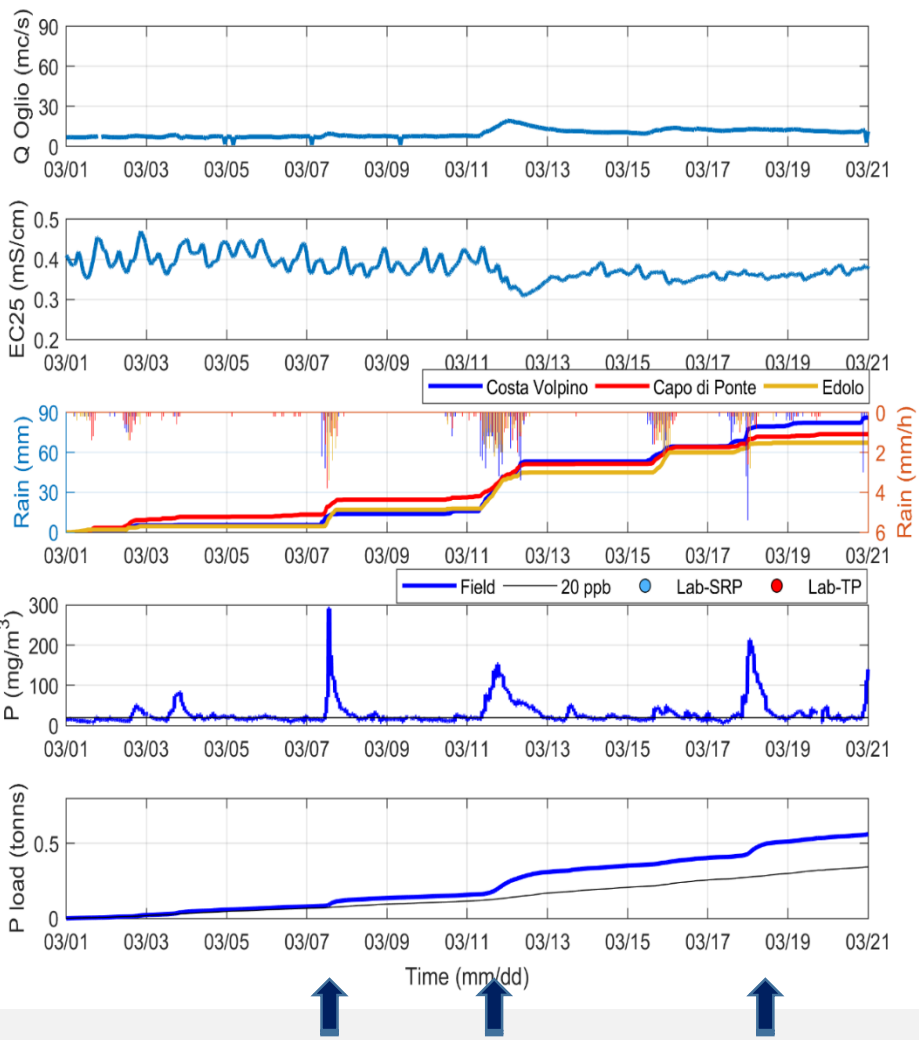 Q Oglio (mc/s)
90
60
30
0
03/01 03/03 03/05 03/07 03/09 03/11 03/13 03/15 03/17 03/19 03/21
EC25 (mS/cm)
0.5
0.4
0.3
0.2
03/01 03/03 03/05 03/07 03/09 03/11 03/13 03/15 03/17 03/19 03/21
Costa Volpino Capo di Ponte Edolo
Rain (mm)
90
60
30
0
0
2
4
6
Rain (mm/h)
03/01 03/03 03/05 03/07 03/09 03/11 03/13 03/15 03/17 03/19 03/21
Field 20 ppb Lab-SRP Lab-TP
P (mg/m³)
300
200
100
0
03/01 03/03 03/05 03/07 03/09 03/11 03/13 03/15 03/17 03/19 03/21
P load (tonns)
0.5
0
03/01 03/03 03/05 03/07 03/09 03/11 03/13 03/15 03/17 03/19 03/21
Time (mm/dd)